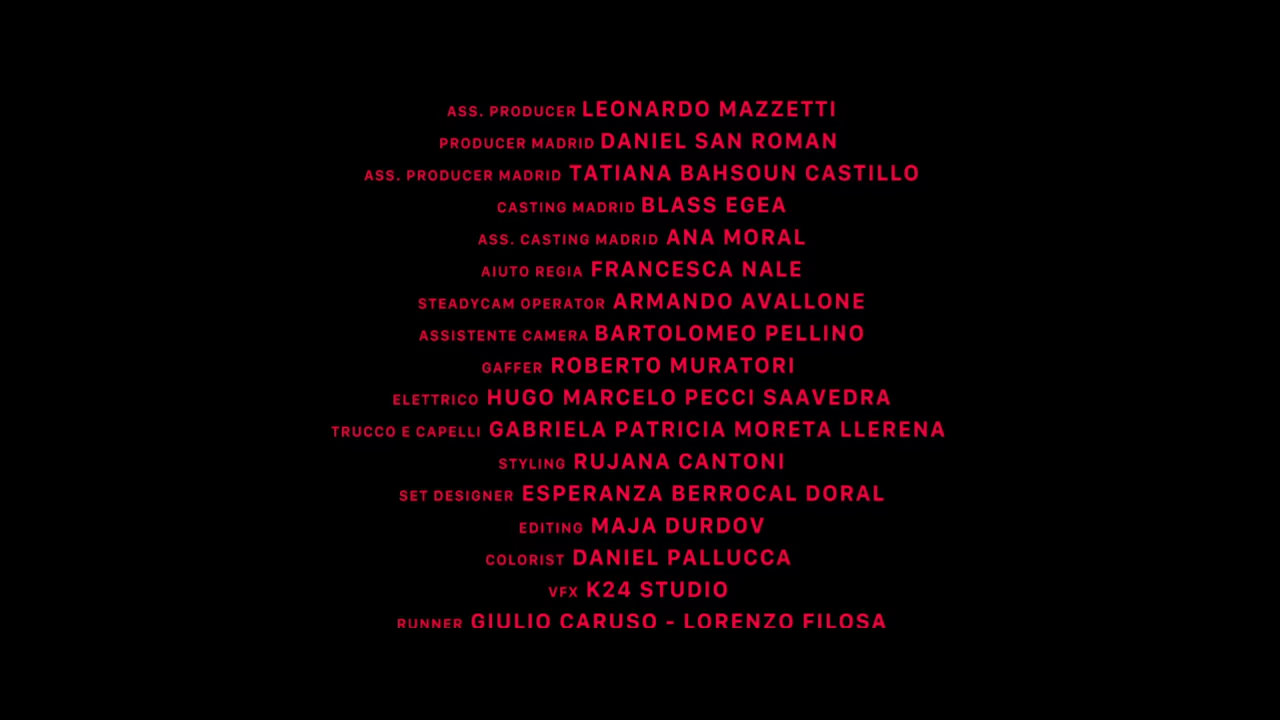 ASS. PRODUCER LEONARDO MAZZETTI
PRODUCER MADRID DANIEL SAN ROMAN
ASS. PRODUCER MADRID TATIANA BAHSOUN CASTILLO
CASTING MADRID BLASS EGEA
ASS. CASTING MADRID ANA MORAL
AIUTO REGIA FRANCESCA NALE
STEADYCAM OPERATOR ARMANDO AVALLONE
ASSISTENTE CAMERA BARTOLOMEO PELLINO
GAFFER ROBERTO MURATORI
ELETTRICO HUGO MARCELO PECCI SAAVEDRA
TRUCCO E CAPELLI GABRIELA PATRICIA MORETA LLERENA
STYLING RUJANA CANTONI
SET DESIGNER ESPERANZA BERROCAL DORAL
EDITING MAJA DURDOV
COLORIST DANIEL PALLUCCA
VFX K24 STUDIO
RUNNER GIULIO CARUSO - LORENZO FILOSA